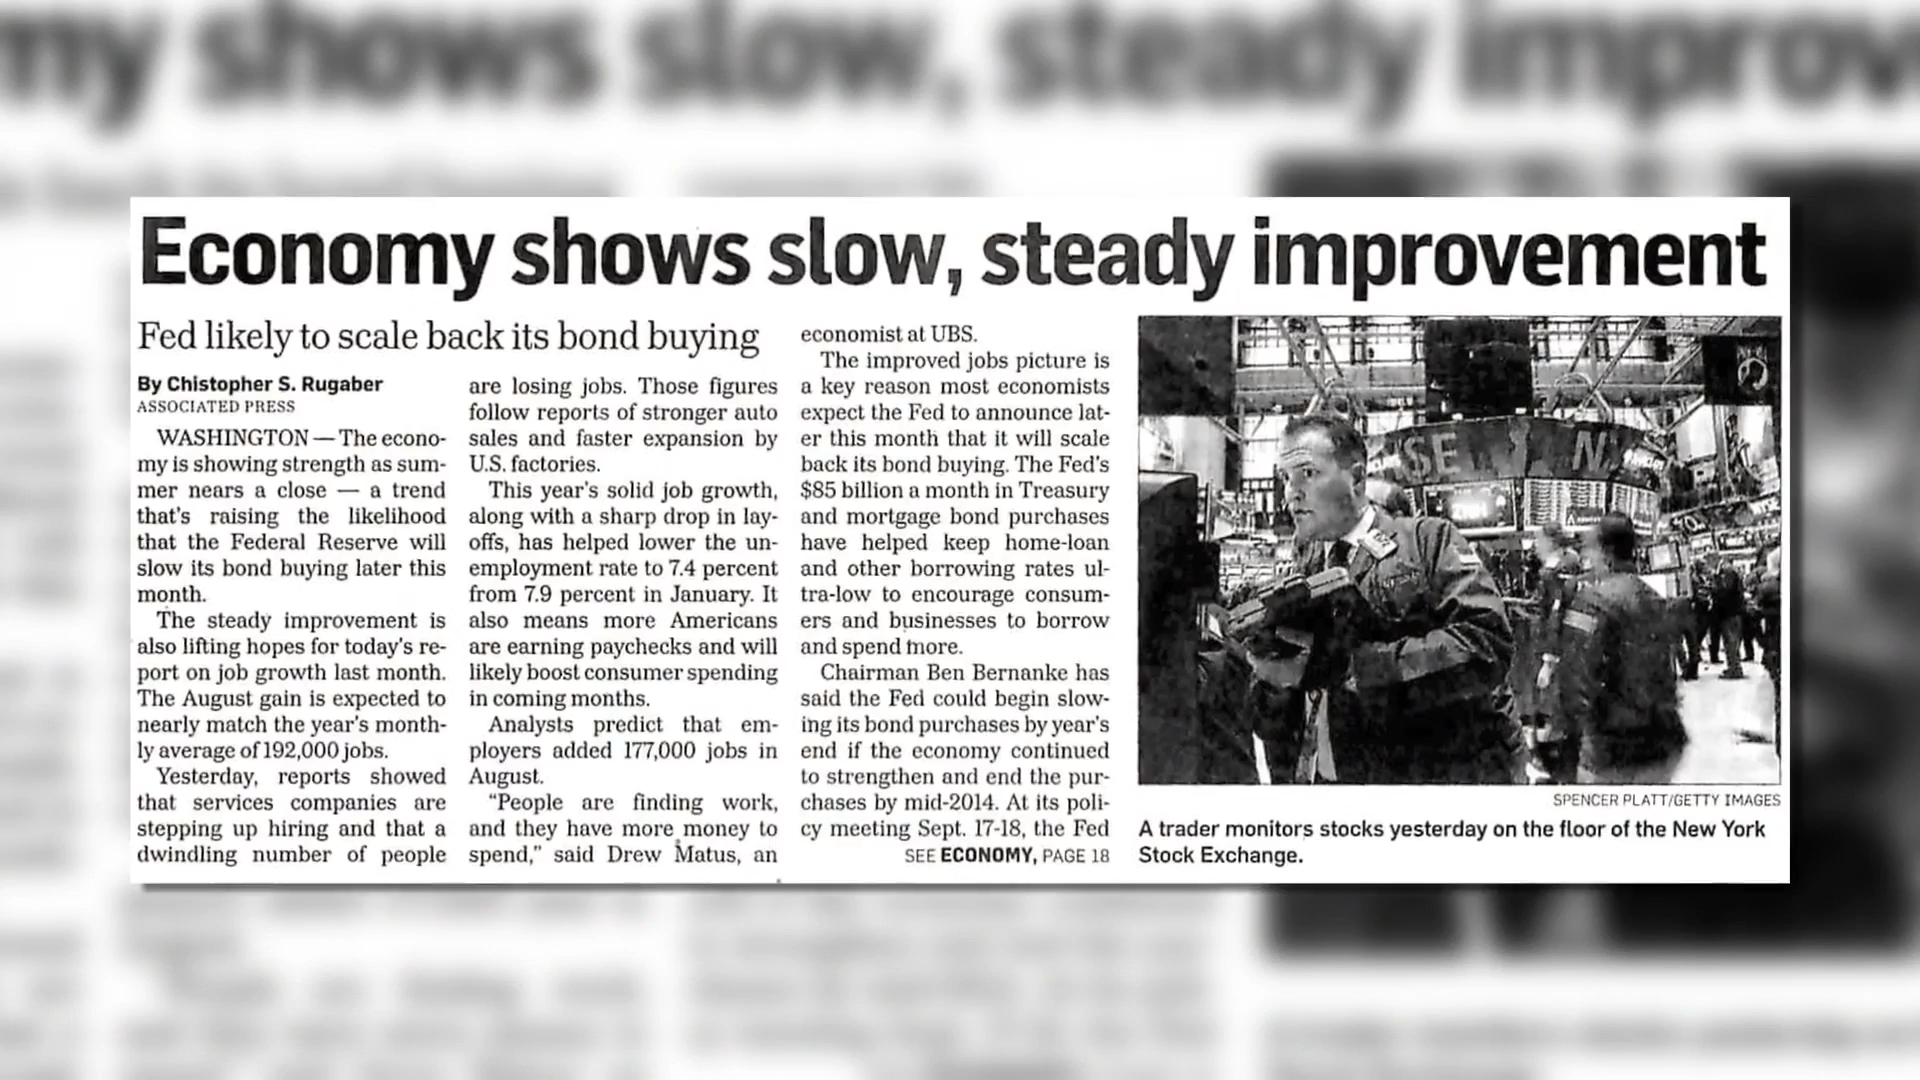 my shows slow, steady improv
Economy shows slow, steady improvement
Fed likely to scale back its bond buying
By Chistopher S. Rugaber
ASSOCIATED PRESS
WASHINGTON — The econo-
my is showing strength as sum-
mer nears a close — a trend
that's raising the likelihood
that the Federal Reserve will
slow its bond buying later this
month.
The steady improvement is
also lifting hopes for today's re-
port on job growth last month.
The August gain is expected to
nearly match the year's month-
ly average of 192,000 jobs.
Yesterday, reports showed
that services companies are
stepping up hiring and that a
dwindling number of people
are losing jobs. Those figures
follow reports of stronger auto
sales and faster expansion by
U.S. factories.
This year's solid job growth,
along with a sharp drop in lay-
offs, has helped lower the un-
employment rate to 7.4 percent
from 7.9 percent in January. It
also means more Americans
are earning paychecks and will
likely boost consumer spending
in coming months.
Analysts predict that em-
ployers added 177,000 jobs in
August.
“People are finding work,
and they have more money to
spend,” said Drew Matus, an
economist at UBS.
The improved jobs picture is
a key reason most economists
expect the Fed to announce lat-
er this month that it will scale
back its bond buying. The Fed's
$85 billion a month in Treasury
and mortgage bond purchases
have helped keep home-loan
and other borrowing rates ul-
tra-low to encourage consum-
ers and businesses to borrow
and spend more.
Chairman Ben Bernanke has
said the Fed could begin slow-
ing its bond purchases by year's
end if the economy continued
to strengthen and end the pur-
chases by mid-2014. At its poli-
cy meeting Sept. 17-18, the Fed
SEE ECONOMY, PAGE 18
SPENCER PLATT/GETTY IMAGES
A trader monitors stocks yesterday on the floor of the New York
Stock Exchange.